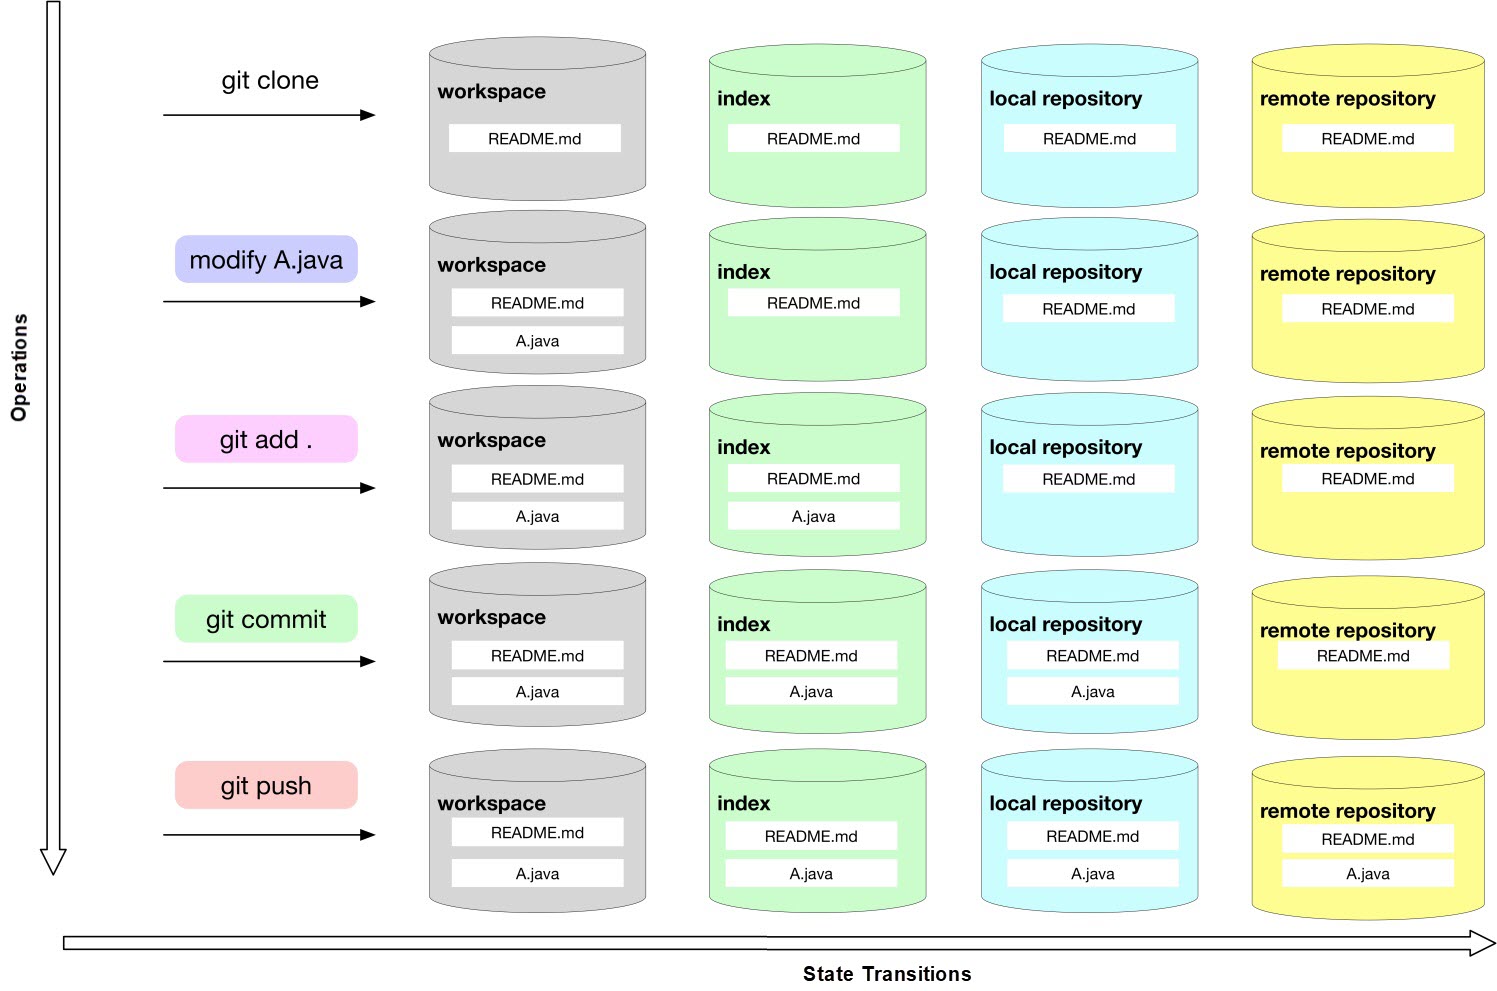 git clone
workspace
README.md
index
README.md
local repository
README.md
remote repository
README.md
modify A.java
workspace
README.md
A.java
index
README.md
local repository
README.md
remote repository
README.md
Operations
git add .
workspace
README.md
A.java
index
README.md
A.java
local repository
README.md
remote repository
README.md
git commit
workspace
README.md
A.java
index
README.md
A.java
local repository
README.md
A.java
remote repository
README.md
git push
workspace
README.md
A.java
index
README.md
A.java
local repository
README.md
A.java
remote repository
README.md
A.java
State Transitions